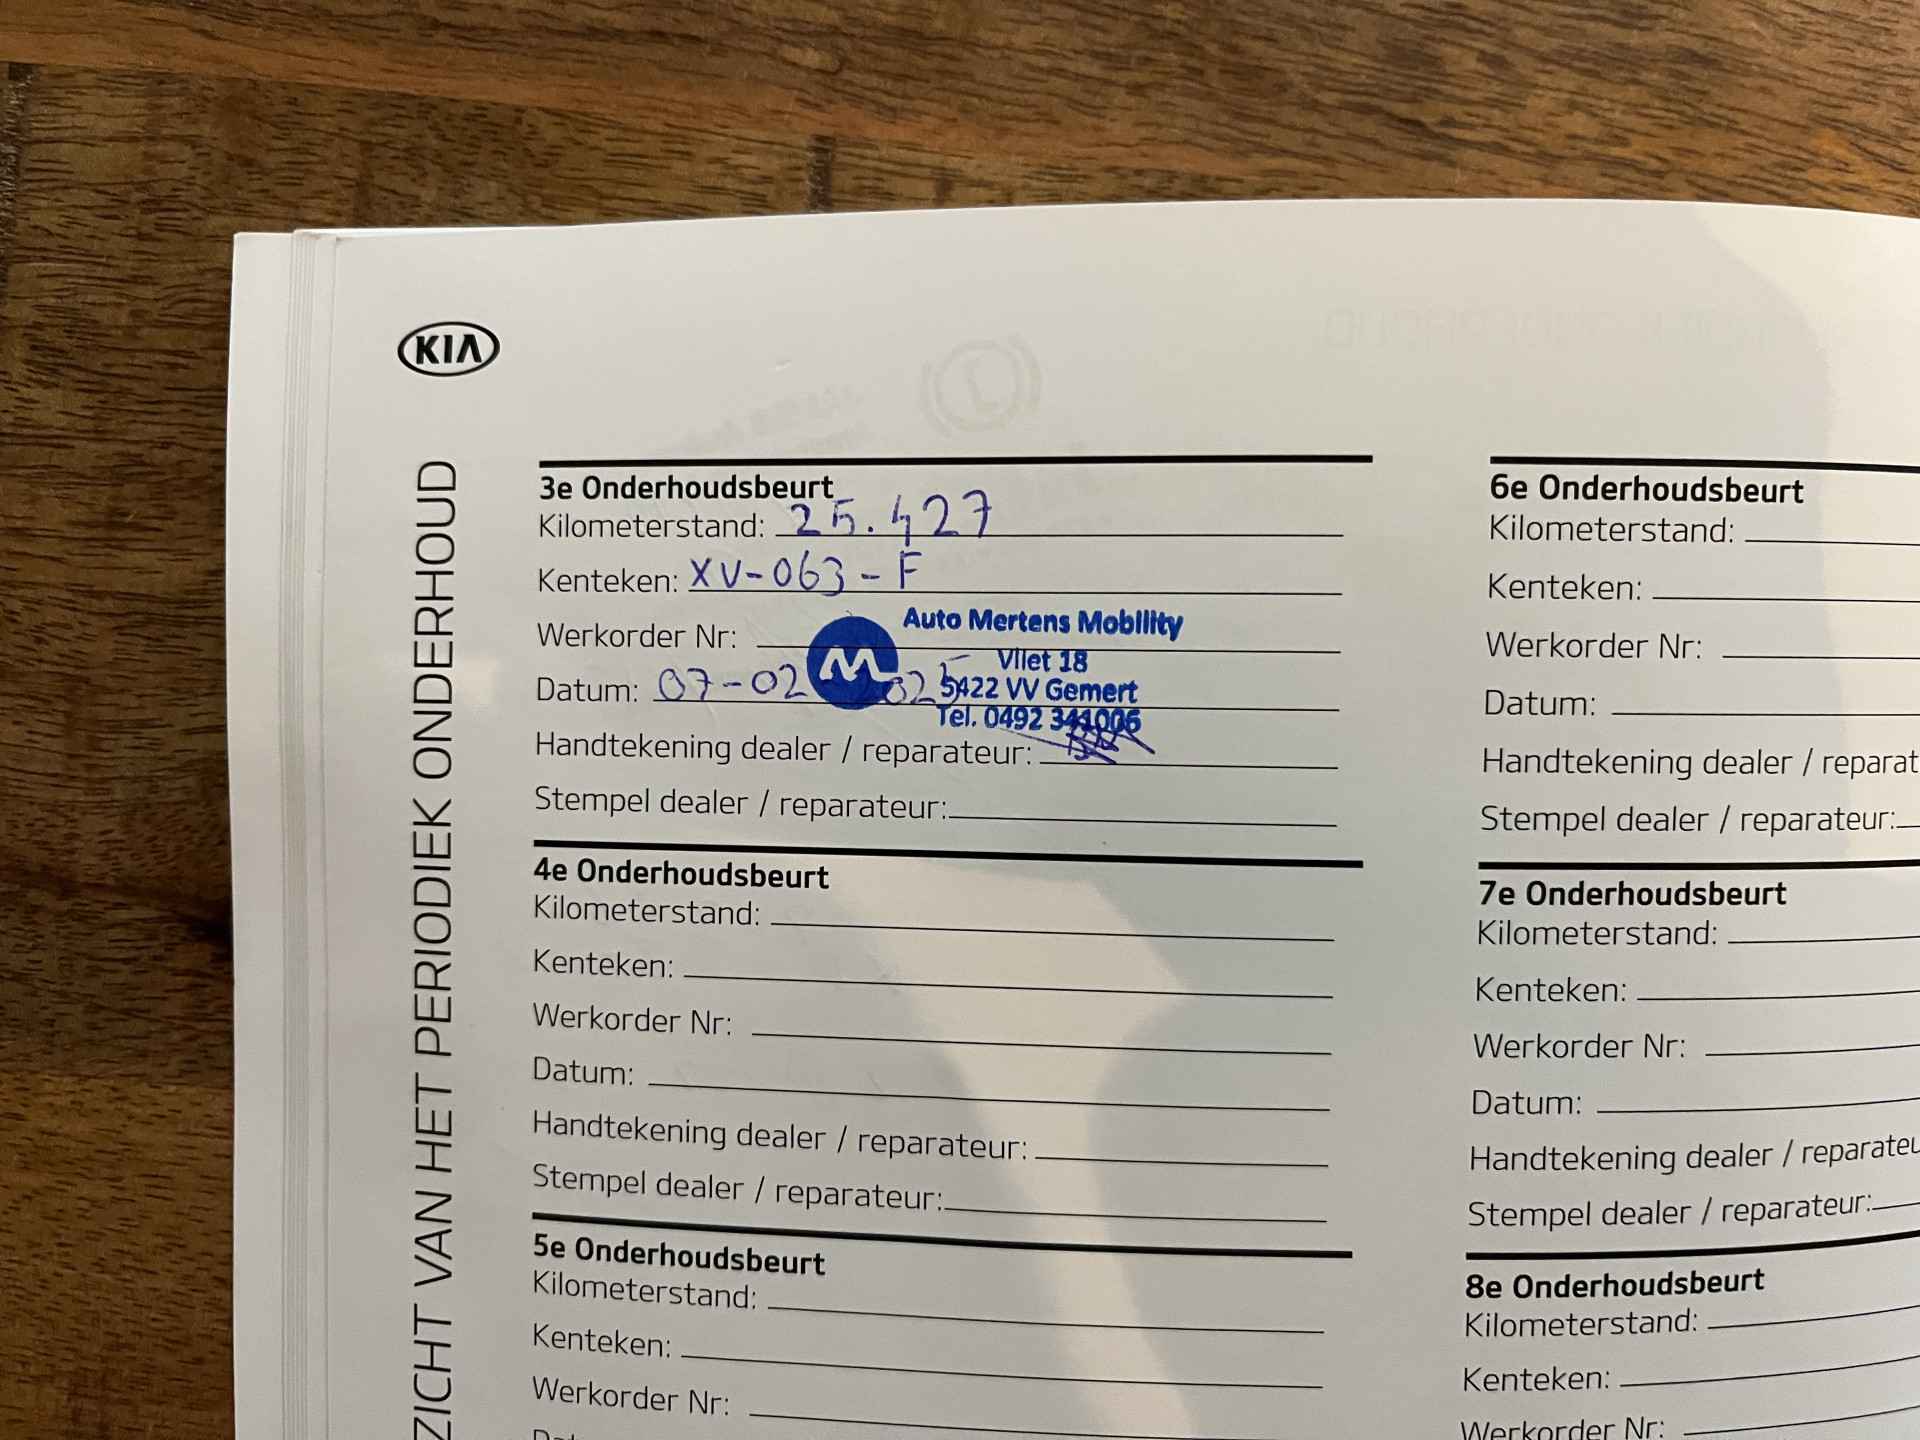 KIA
ZICHT VAN HET PERIODIEK ONDERHOUD
3e Onderhoudsbeurt
Kilometerstand: 25.427
Kenteken: XV-063-F
Werkorder Nr:
Datum: 07-02-2025
Handtekening dealer / reparateur:
Stempel dealer / reparateur:
Auto Mertens Mobility
Vliet 18
5422 VV Gemert
Tel. 0492 341006
4e Onderhoudsbeurt
Kilometerstand:
Kenteken:
Werkorder Nr:
Datum:
Handtekening dealer / reparateur:
Stempel dealer / reparateur:
5e Onderhoudsbeurt
Kilometerstand:
Kenteken:
Werkorder Nr:
6e Onderhoudsbeurt
Kilometerstand:
Kenteken:
Werkorder Nr:
Datum:
Handtekening dealer / reparat
Stempel dealer / reparateur:
7e Onderhoudsbeurt
Kilometerstand:
Kenteken:
Werkorder Nr:
Datum:
Handtekening dealer / reparateu
Stempel dealer / reparateur:
8e Onderhoudsbeurt
Kilometerstand:
Kenteken:
Werkorder Nr: